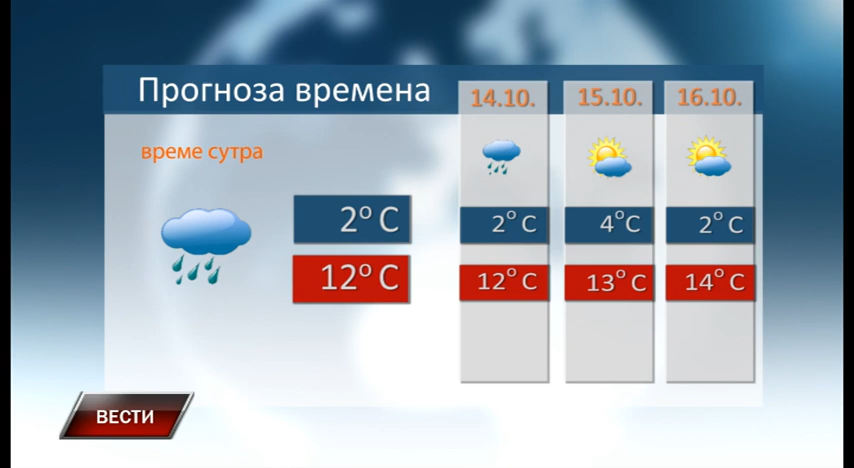 Прогноза времена
14.10. 15.10. 16.10.
време сутра
2° C
12° C
2° C 4°C 2° C
12° C 13° C 14° C
ВЕСТИ